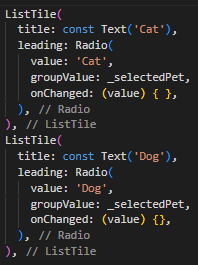 ListTile(
  title: const Text('Cat'),
  leading: Radio(
    value: 'Cat',
    groupValue: _selectedPet,
    onChanged: (value) { },
  ), // Radio
), // ListTile
ListTile(
  title: const Text('Dog'),
  leading: Radio(
    value: 'Dog',
    groupValue: _selectedPet,
    onChanged: (value) {},
  ), // Radio
), // ListTile